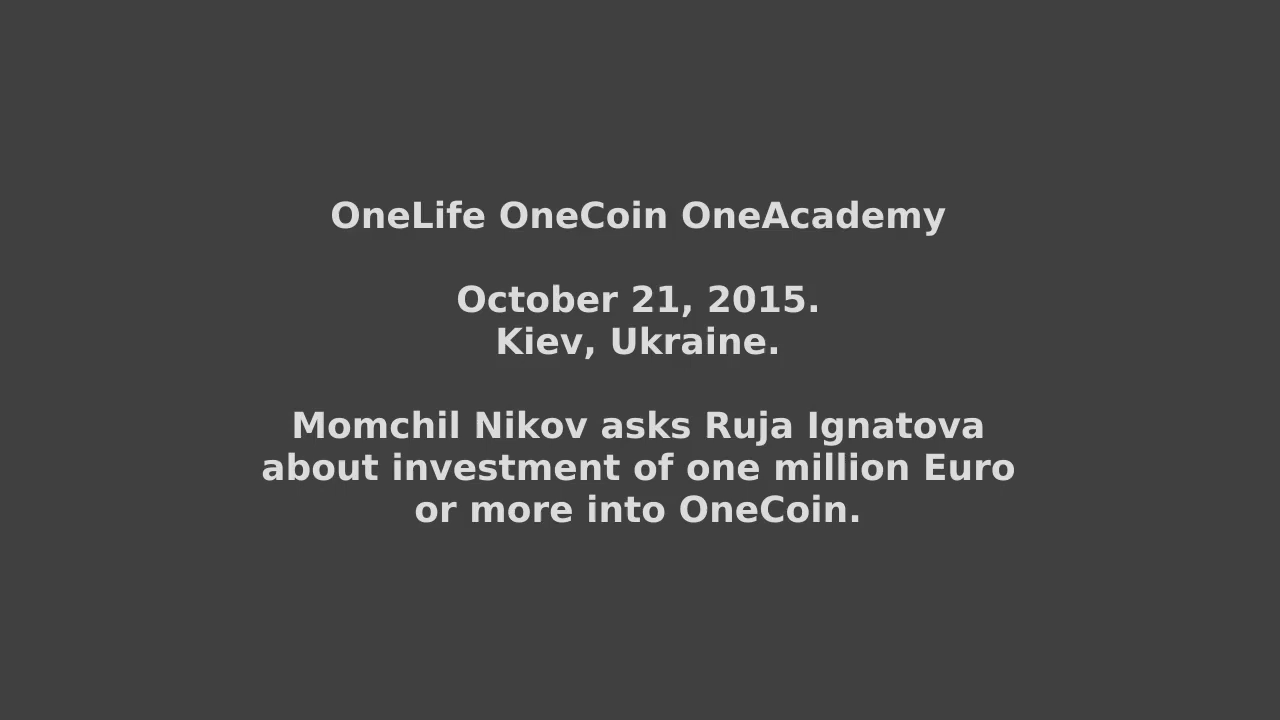 OneLife OneCoin OneAcademy
October 21, 2015.
Kiev, Ukraine.
Momchil Nikov asks Ruja Ignatova
about investment of one million Euro
or more into OneCoin.